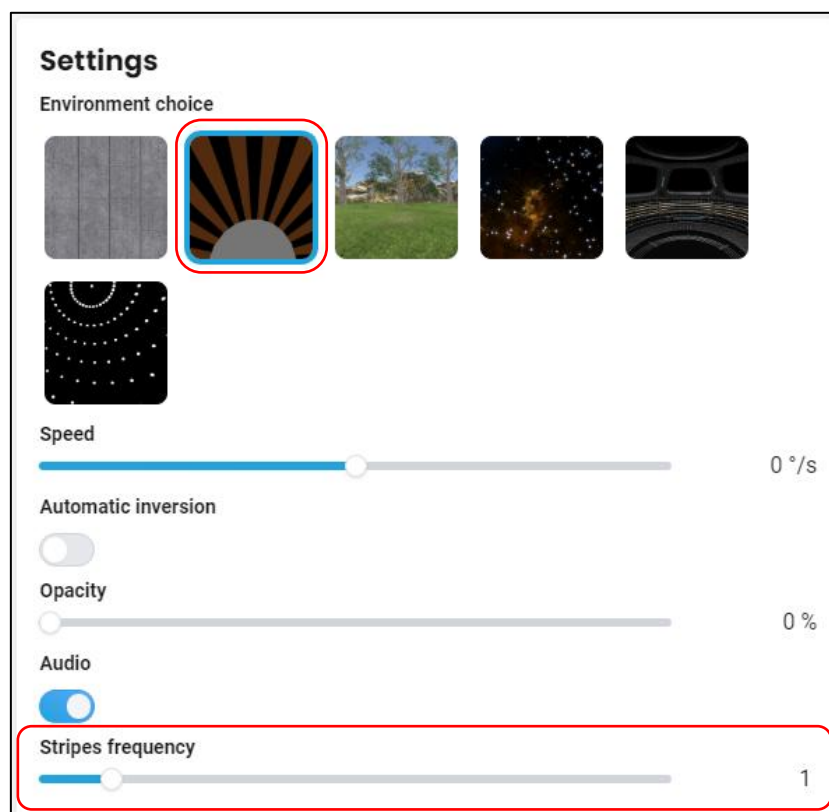 Settings
Environment choice
Speed
0 °/s
Automatic inversion
Opacity
0 %
Audio
Stripes frequency
1